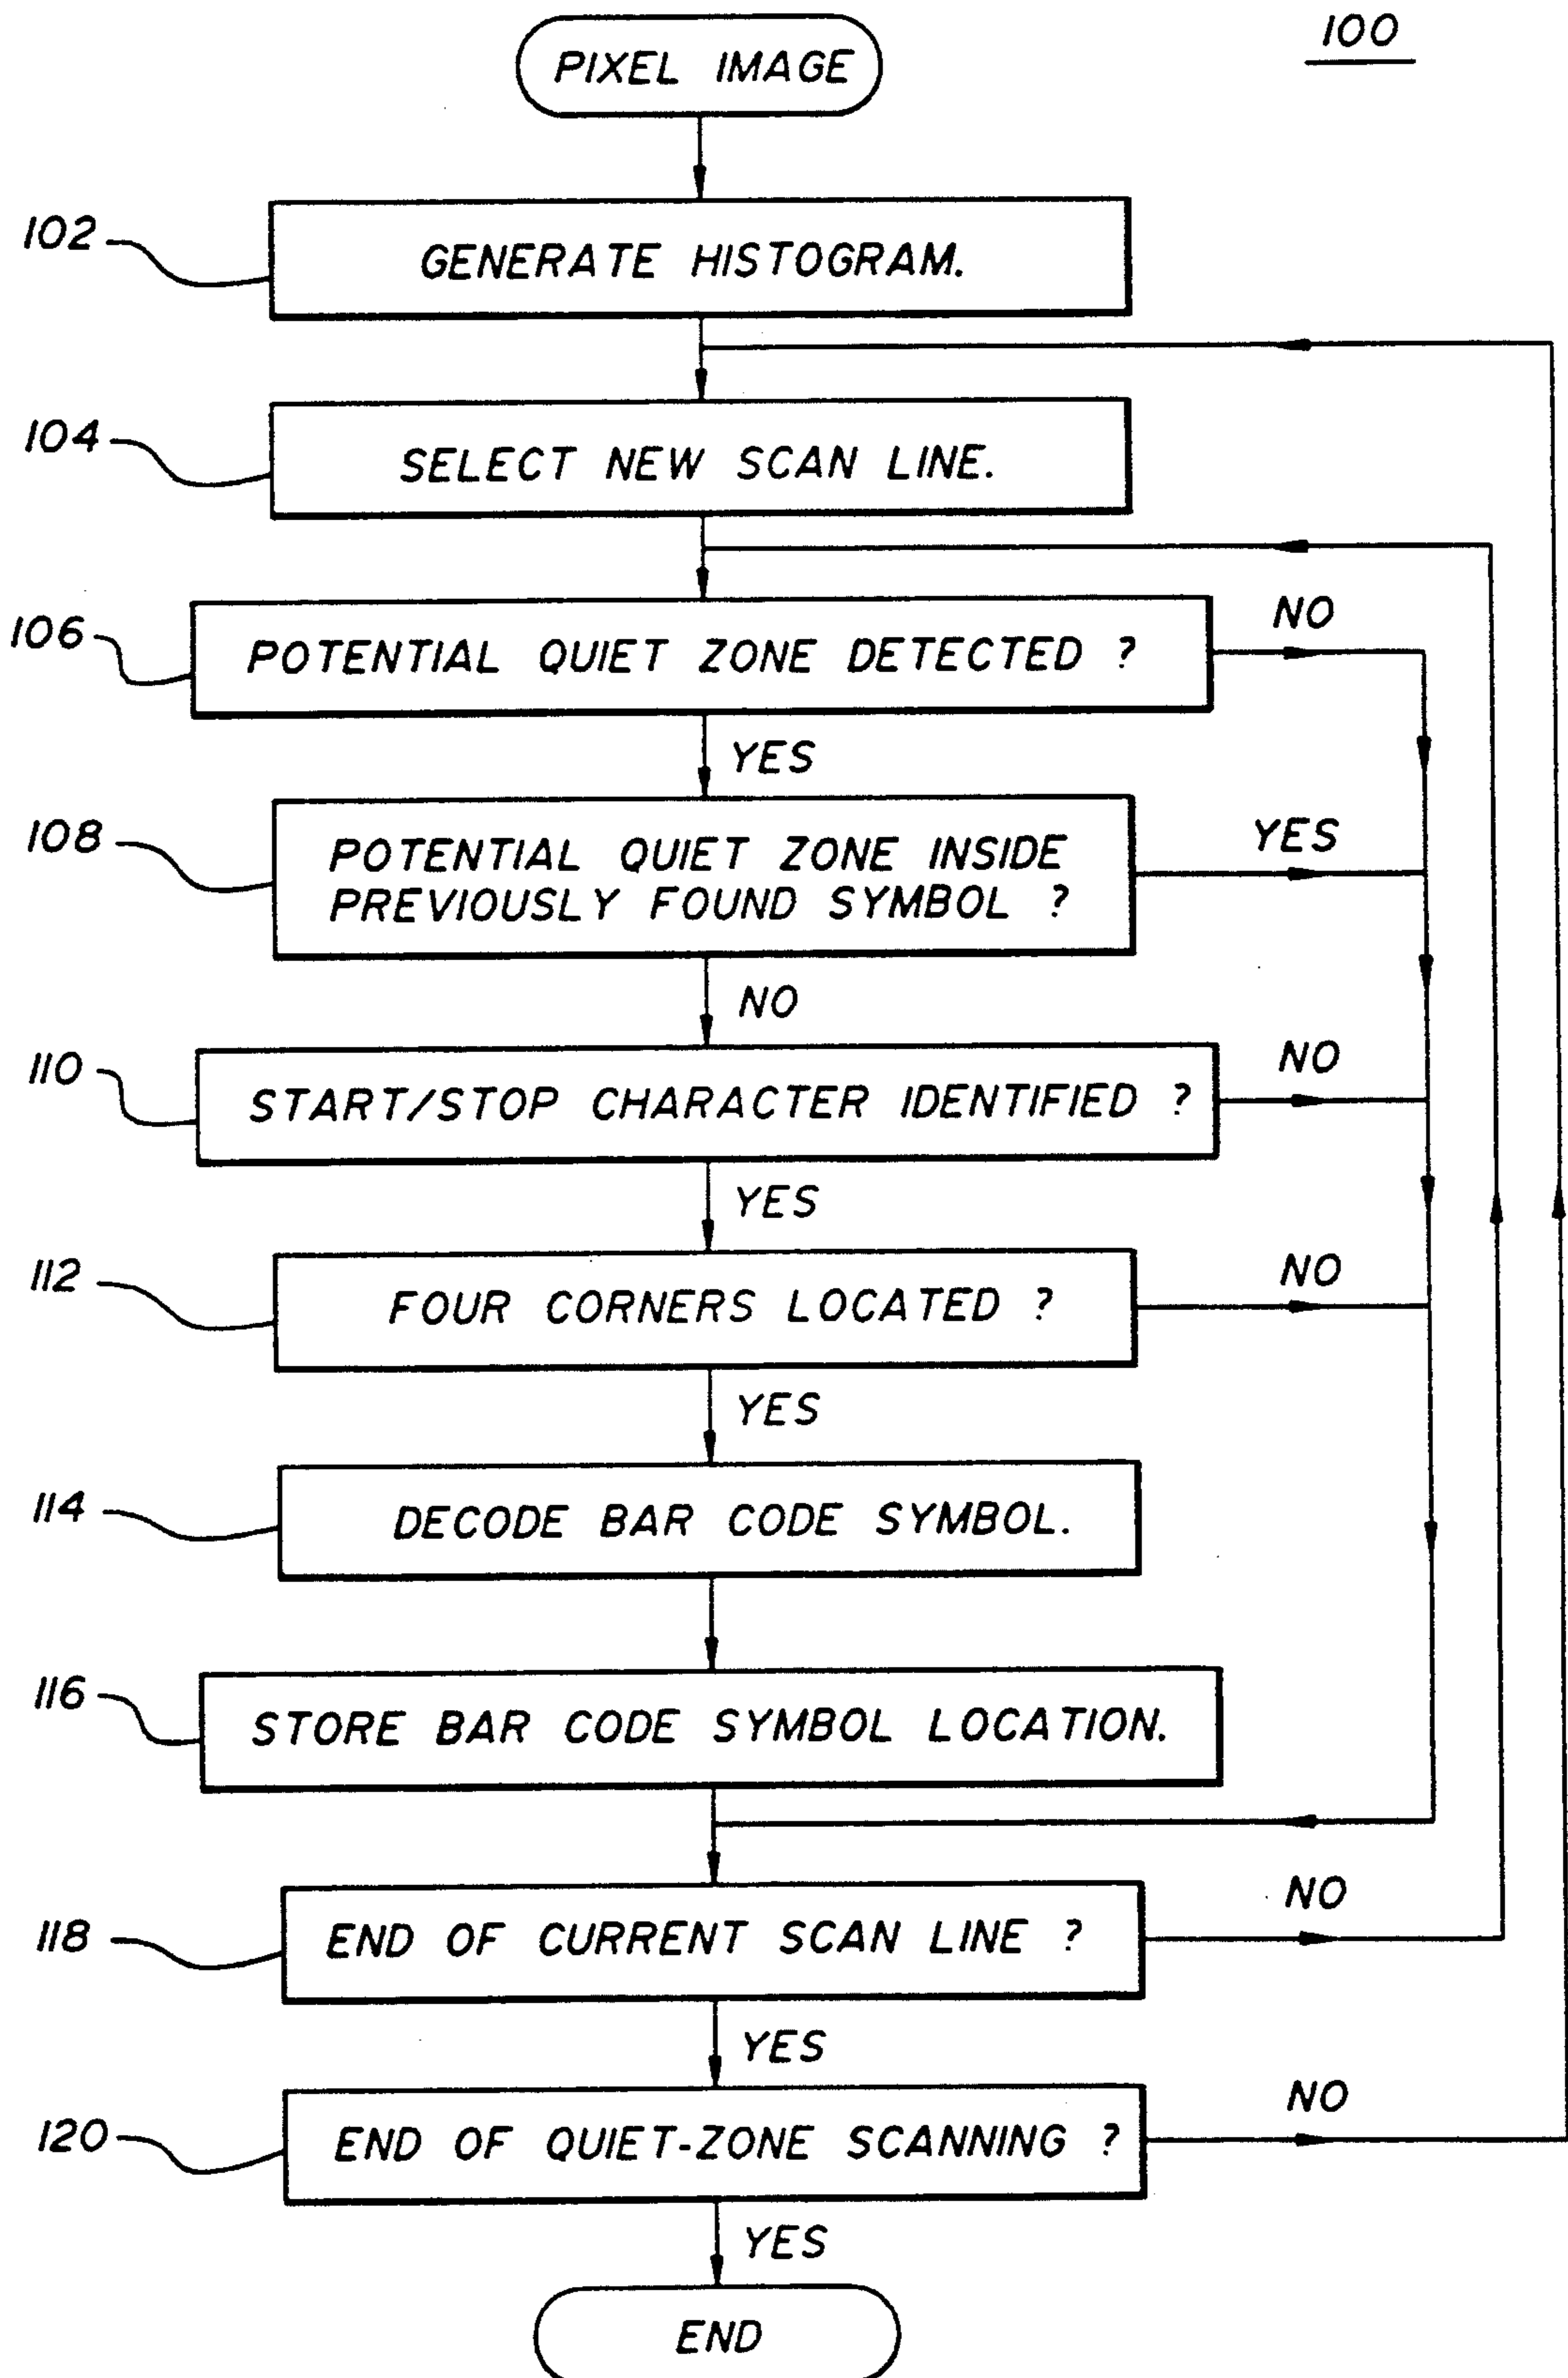 100
PIXEL IMAGE
102
GENERATE HISTOGRAM.
104
SELECT NEW SCAN LINE.
106
POTENTIAL QUIET ZONE DETECTED ?
NO
YES
108
POTENTIAL QUIET ZONE INSIDE
PREVIOUSLY FOUND SYMBOL ?
YES
NO
110
START/STOP CHARACTER IDENTIFIED ?
NO
YES
112
FOUR CORNERS LOCATED ?
NO
YES
114
DECODE BAR CODE SYMBOL.
116
STORE BAR CODE SYMBOL LOCATION.
118
END OF CURRENT SCAN LINE ?
NO
YES
120
END OF QUIET-ZONE SCANNING ?
NO
YES
END